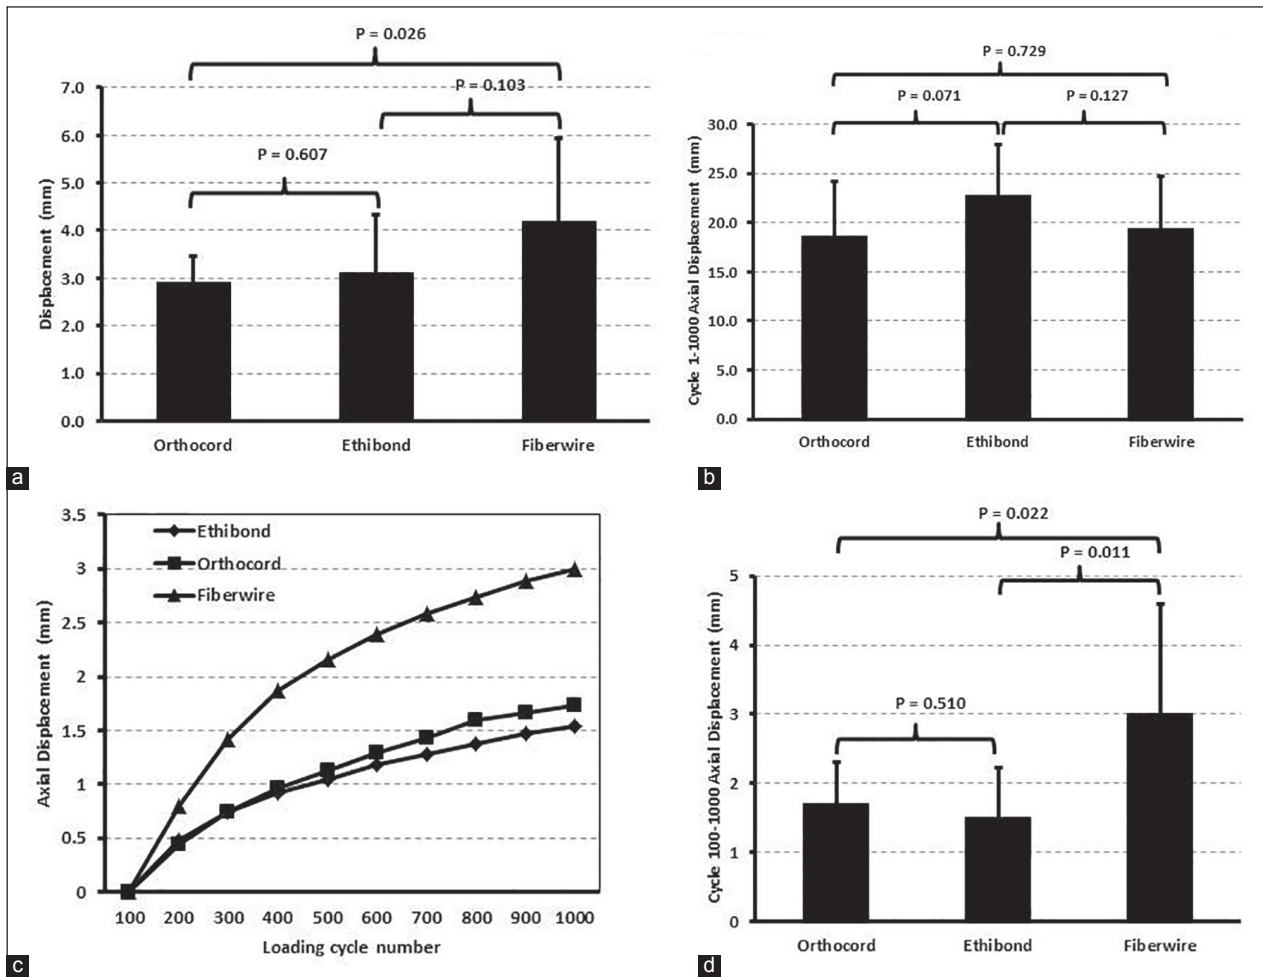 P = 0.026
P = 0.103
P = 0.607
7.0
6.0
5.0
4.0
3.0
2.0
1.0
0.0
Displacement (mm)
Orthocord Ethibond Fiberwire
a
P = 0.729
P = 0.071 P = 0.127
30.0
25.0
20.0
15.0
10.0
5.0
0.0
Cycle 1-1000 Axial Displacement (mm)
Orthocord Ethibond Fiberwire
b
3.5
3
2.5
2
1.5
1
0.5
0
Axial Displacement (mm)
Ethibond
Orthocord
Fiberwire
100 200 300 400 500 600 700 800 900 1000
Loading cycle number
c
P = 0.022
P = 0.011
P = 0.510
5
4
3
2
1
0
Cycle 100-1000 Axial Displacement (mm)
Orthocord Ethibond Fiberwire
d